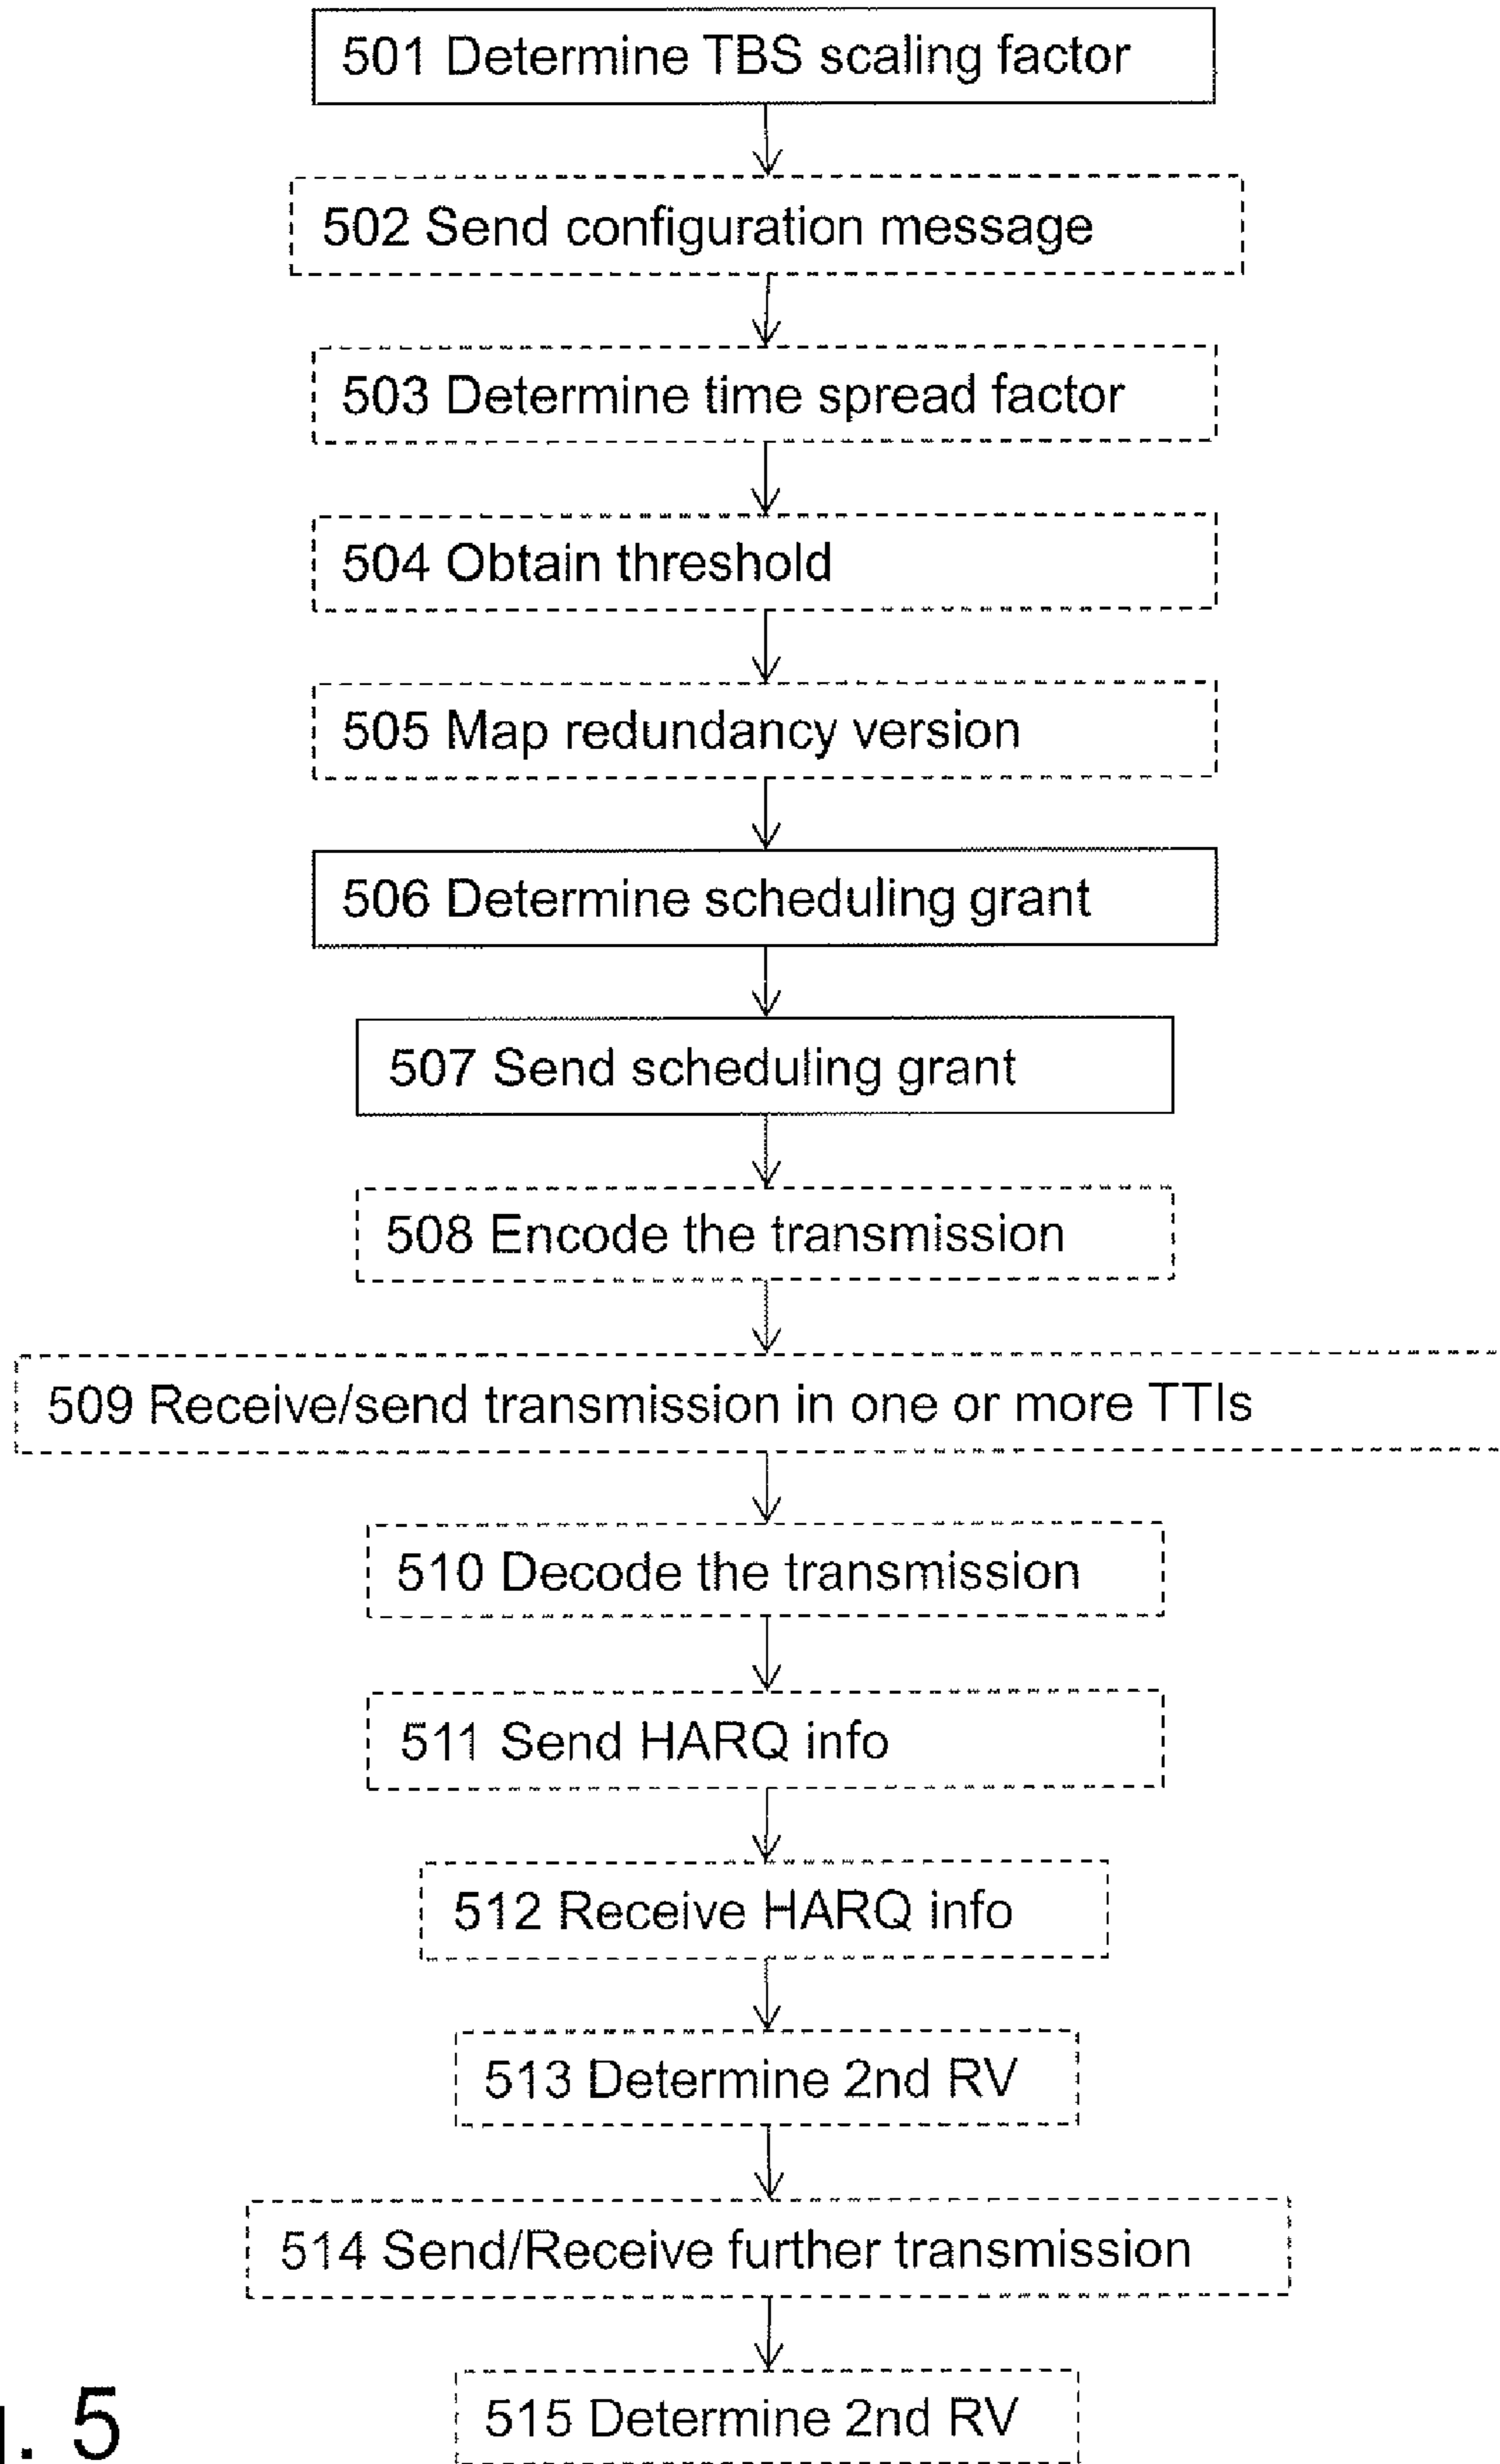 501 Determine TBS scaling factor
502 Send configuration message
503 Determine time spread factor
504 Obtain threshold
505 Map redundancy version
506 Determine scheduling grant
507 Send scheduling grant
508 Encode the transmission
509 Receive/send transmission in one or more TTIs
510 Decode the transmission
511 Send HARQ info
512 Receive HARQ info
513 Determine 2nd RV
514 Send/Receive further transmission
515 Determine 2nd RV
. 5